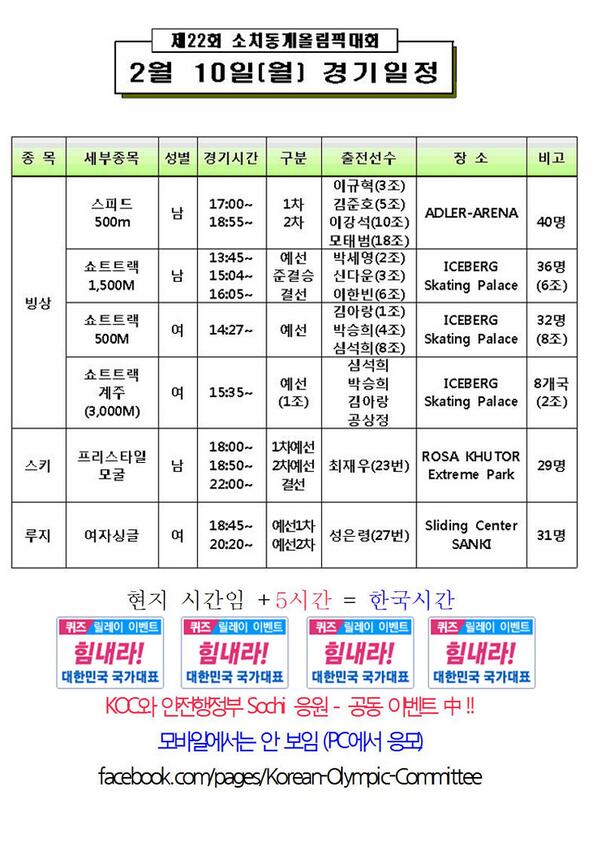 제22회 소치동계올림픽대회
2월 10일(월) 경기일정
종 목 세부종목 성별 경기시간 구분 출전선수 장 소 비고
빙상
스피드
500m
남
17:00~
18:55~
1차
2차
이규혁(3조)
김준호(5조)
이강석(10조)
모태범(18조)
ADLER-ARENA
40명
쇼트트랙
1,500M
남
13:45~
15:04~
16:05~
예선
준결승
결선
박세영(2조)
신다운(3조)
이한빈(6조)
ICEBERG
Skating Palace
36명
(6조)
쇼트트랙
500M
여
14:27~
예선
김아랑(1조)
박승희(4조)
심석희(8조)
ICEBERG
Skating Palace
32명
(8조)
쇼트트랙
계주
(3,000M)
여
15:35~
예선
(1조)
심석희
박승희
김아랑
공상정
ICEBERG
Skating Palace
8개국
(2조)
스키
프리스타일
모굴
남
18:00~
18:50~
22:00~
1차예선
2차예선
결선
최재우(23번)
ROSA KHUTOR
Extreme Park
29명
루지
여자싱글
여
18:45~
20:20~
예선1차
예선2차
성은령(27번)
Sliding Center
SANKI
31명
현지 시간임 +5시간 = 한국시간
퀴즈 릴레이 이벤트
힘내라!
대한민국 국가대표
퀴즈 릴레이 이벤트
힘내라!
대한민국 국가대표
퀴즈 릴레이 이벤트
힘내라!
대한민국 국가대표
퀴즈 릴레이 이벤트
힘내라!
대한민국 국가대표
KOC와 안전행정부 Sochi 응원 - 공동 이벤트 中 !!
모바일에서는 안 보임 (PC에서 응모)
facebook.com/pages/Korean-Olympic-Committee